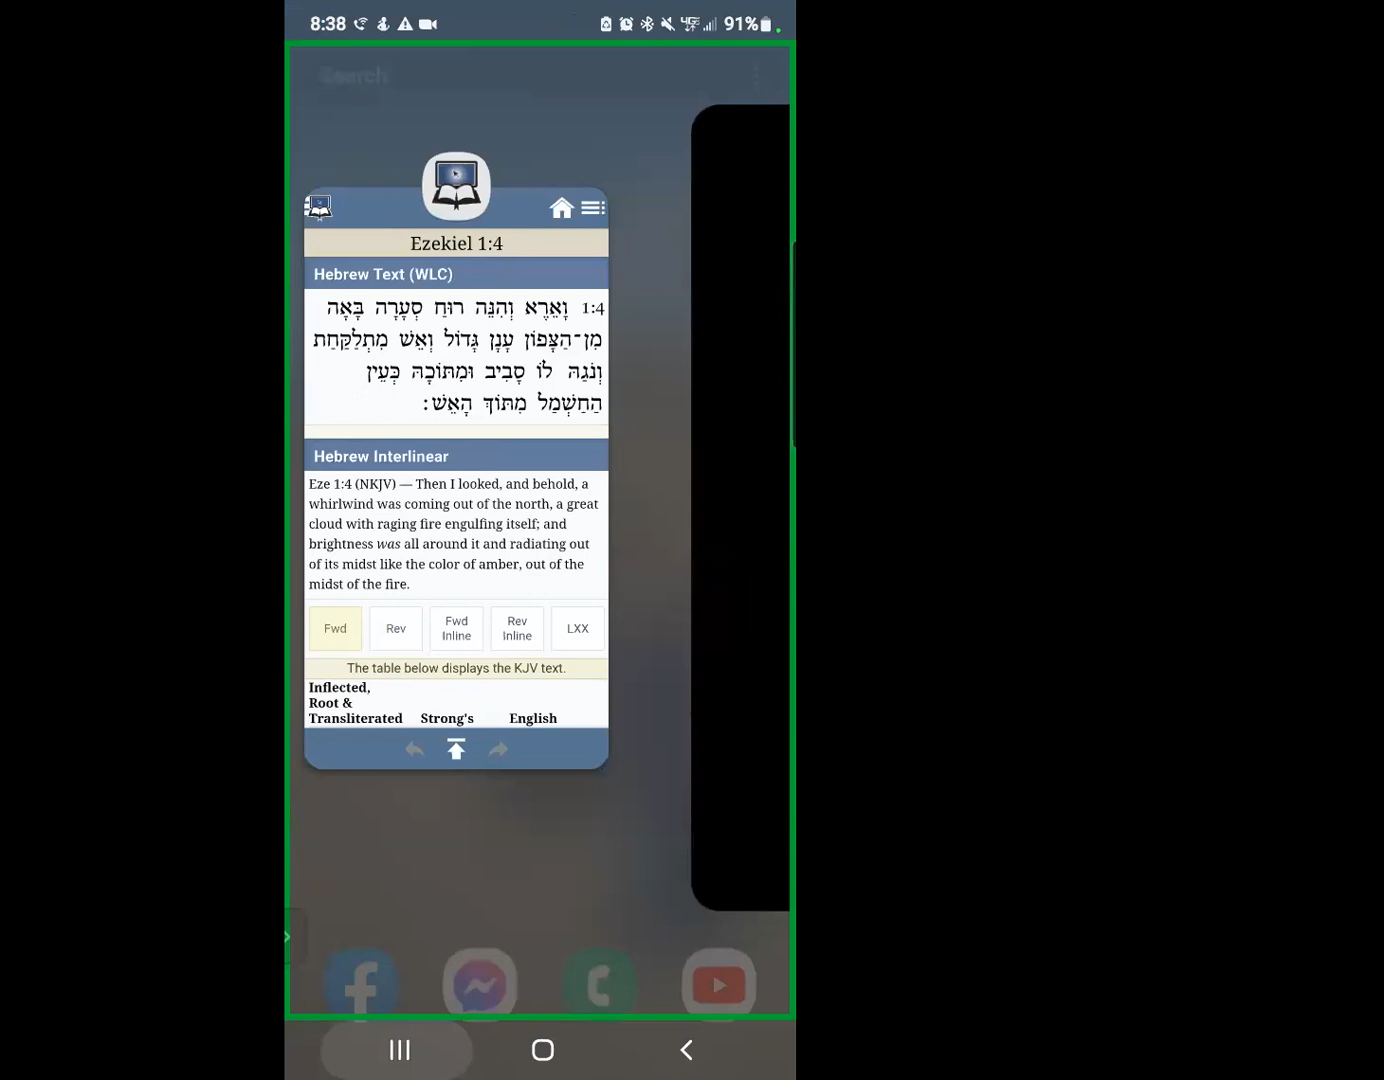 8:38
91%
Search
Ezekiel 1:4
Hebrew Text (WLC)
1:4 וָאֵרֶא וְהִנֵּה רוּחַ סְעָרָה בָּאָה
מִן־הַצָּפוֹן עָנָן גָּדוֹל וְאֵשׁ מִתְלַקַּחַת
וְנֹגַהּ לוֹ סָבִיב וּמִתּוֹכָהּ כְּעֵין
הַחַשְׁמַל מִתּוֹךְ הָאֵשׁ׃
Hebrew Interlinear
Eze 1:4 (NKJV) — Then I looked, and behold, a
whirlwind was coming out of the north, a great
cloud with raging fire engulfing itself; and
brightness was all around it and radiating out
of its midst like the color of amber, out of the
midst of the fire.
Fwd
Rev
Fwd
Inline
Rev
Inline
LXX
The table below displays the KJV text.
Inflected,
Root &
Transliterated Strong's English